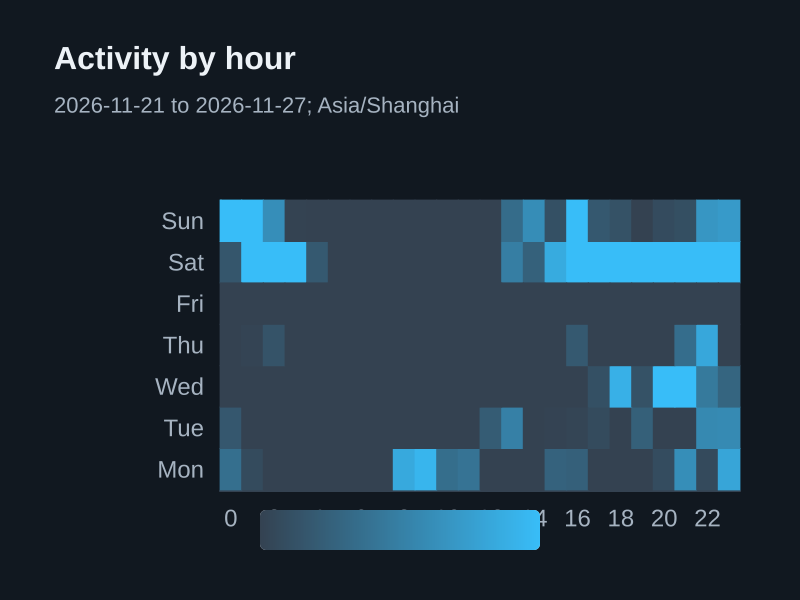 Activity by hour
2026-11-21 to 2026-11-27; Asia/Shanghai
Sun
Sat
Fri
Thu
Wed
Tue
Mon
0 16 18 20 22